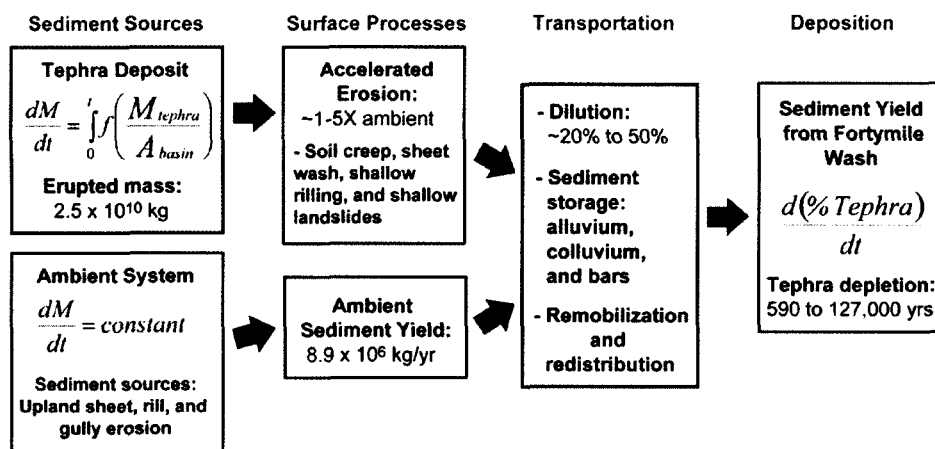 Sediment Sources
Surface Processes
Transportation
Deposition
Tephra Deposit
dM/dt = ∫₀ᵗ f(M_tephra/A_basin)
Erupted mass:
2.5 x 10¹⁰ kg
Accelerated
Erosion:
~1-5X ambient
- Soil creep, sheet
wash, shallow
rilling, and shallow
landslides
Ambient System
dM/dt = constant
Sediment sources:
Upland sheet, rill, and
gully erosion
Ambient
Sediment Yield:
8.9 x 10⁶ kg/yr
- Dilution:
~20% to 50%
- Sediment
storage:
alluvium,
colluvium,
and bars
- Remobilization
and
redistribution
Sediment Yield
from Fortymile
Wash
d(% Tephra)/dt
Tephra depletion:
590 to 127,000 yrs